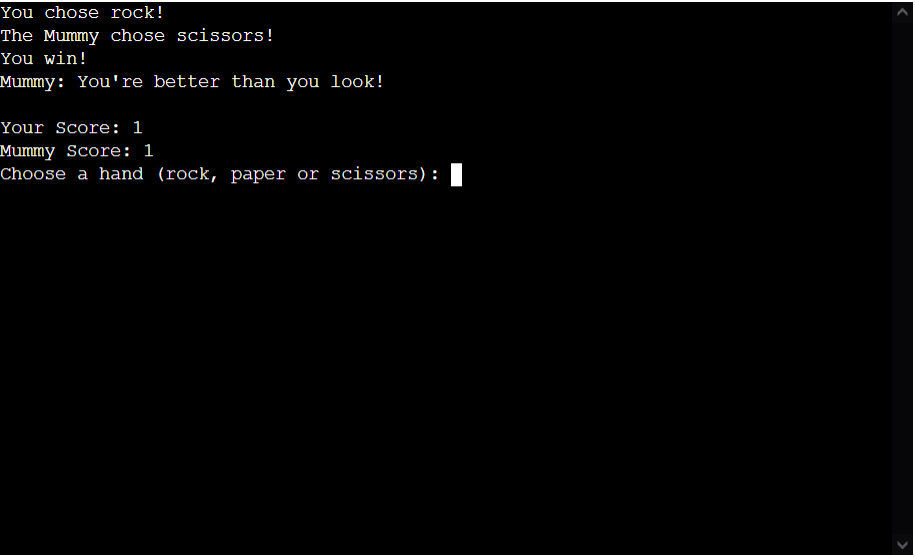 You chose rock!
The Mummy chose scissors!
You win!
Mummy: You're better than you look!
Your Score: 1
Mummy Score: 1
Choose a hand (rock, paper or scissors):